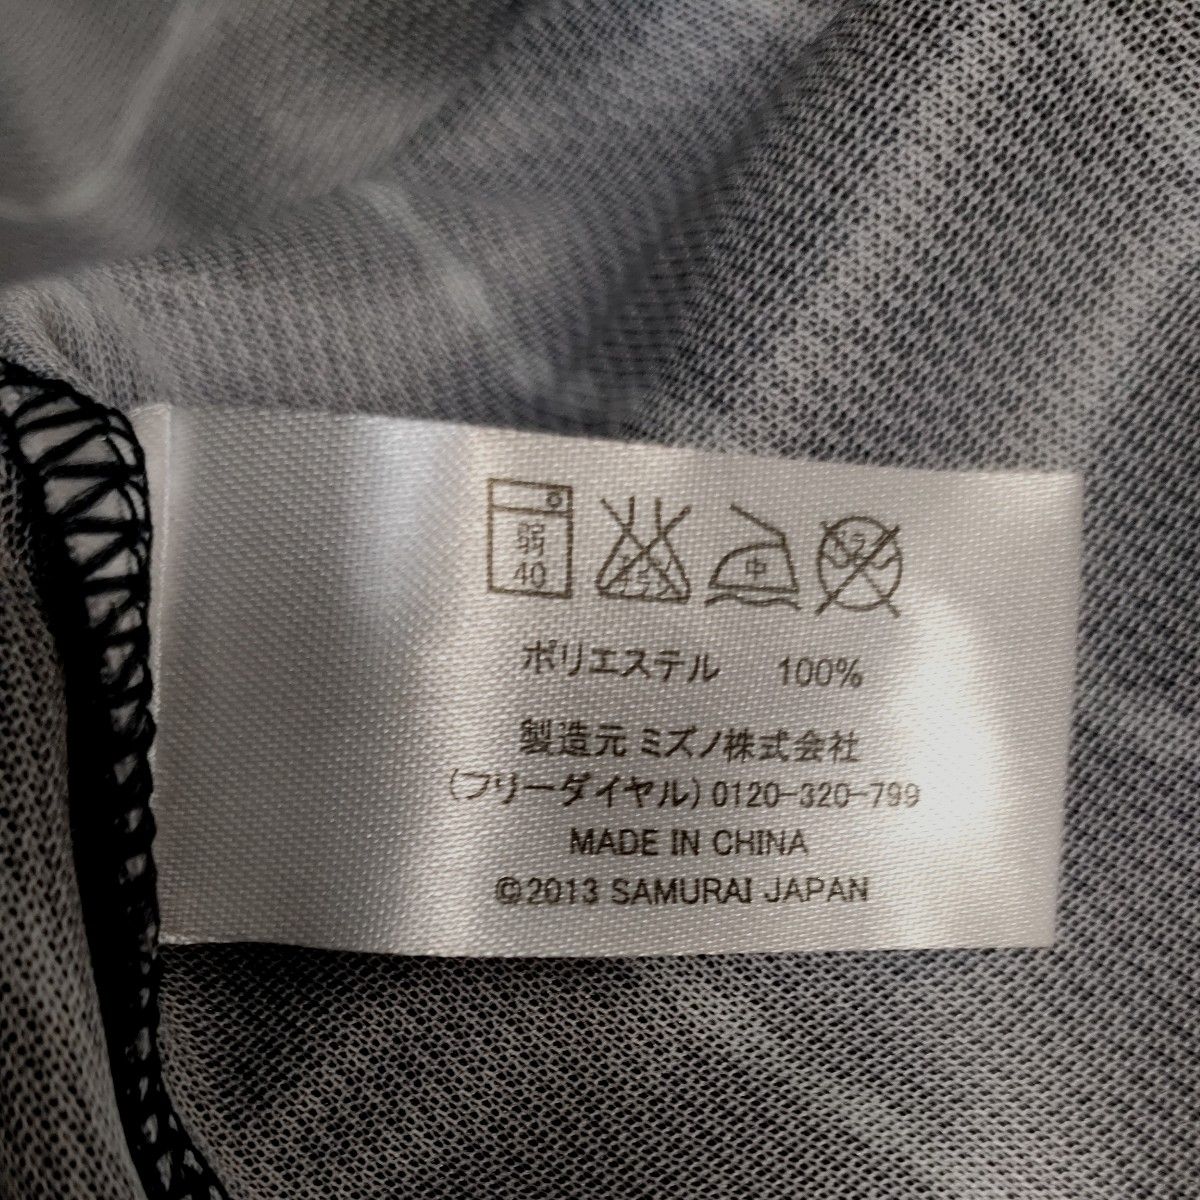 弱
40
中
ポリエステル 100%
製造元 ミズノ株式会社
(フリーダイヤル)0120-320-799
MADE IN CHINA
©2013 SAMURAI JAPAN